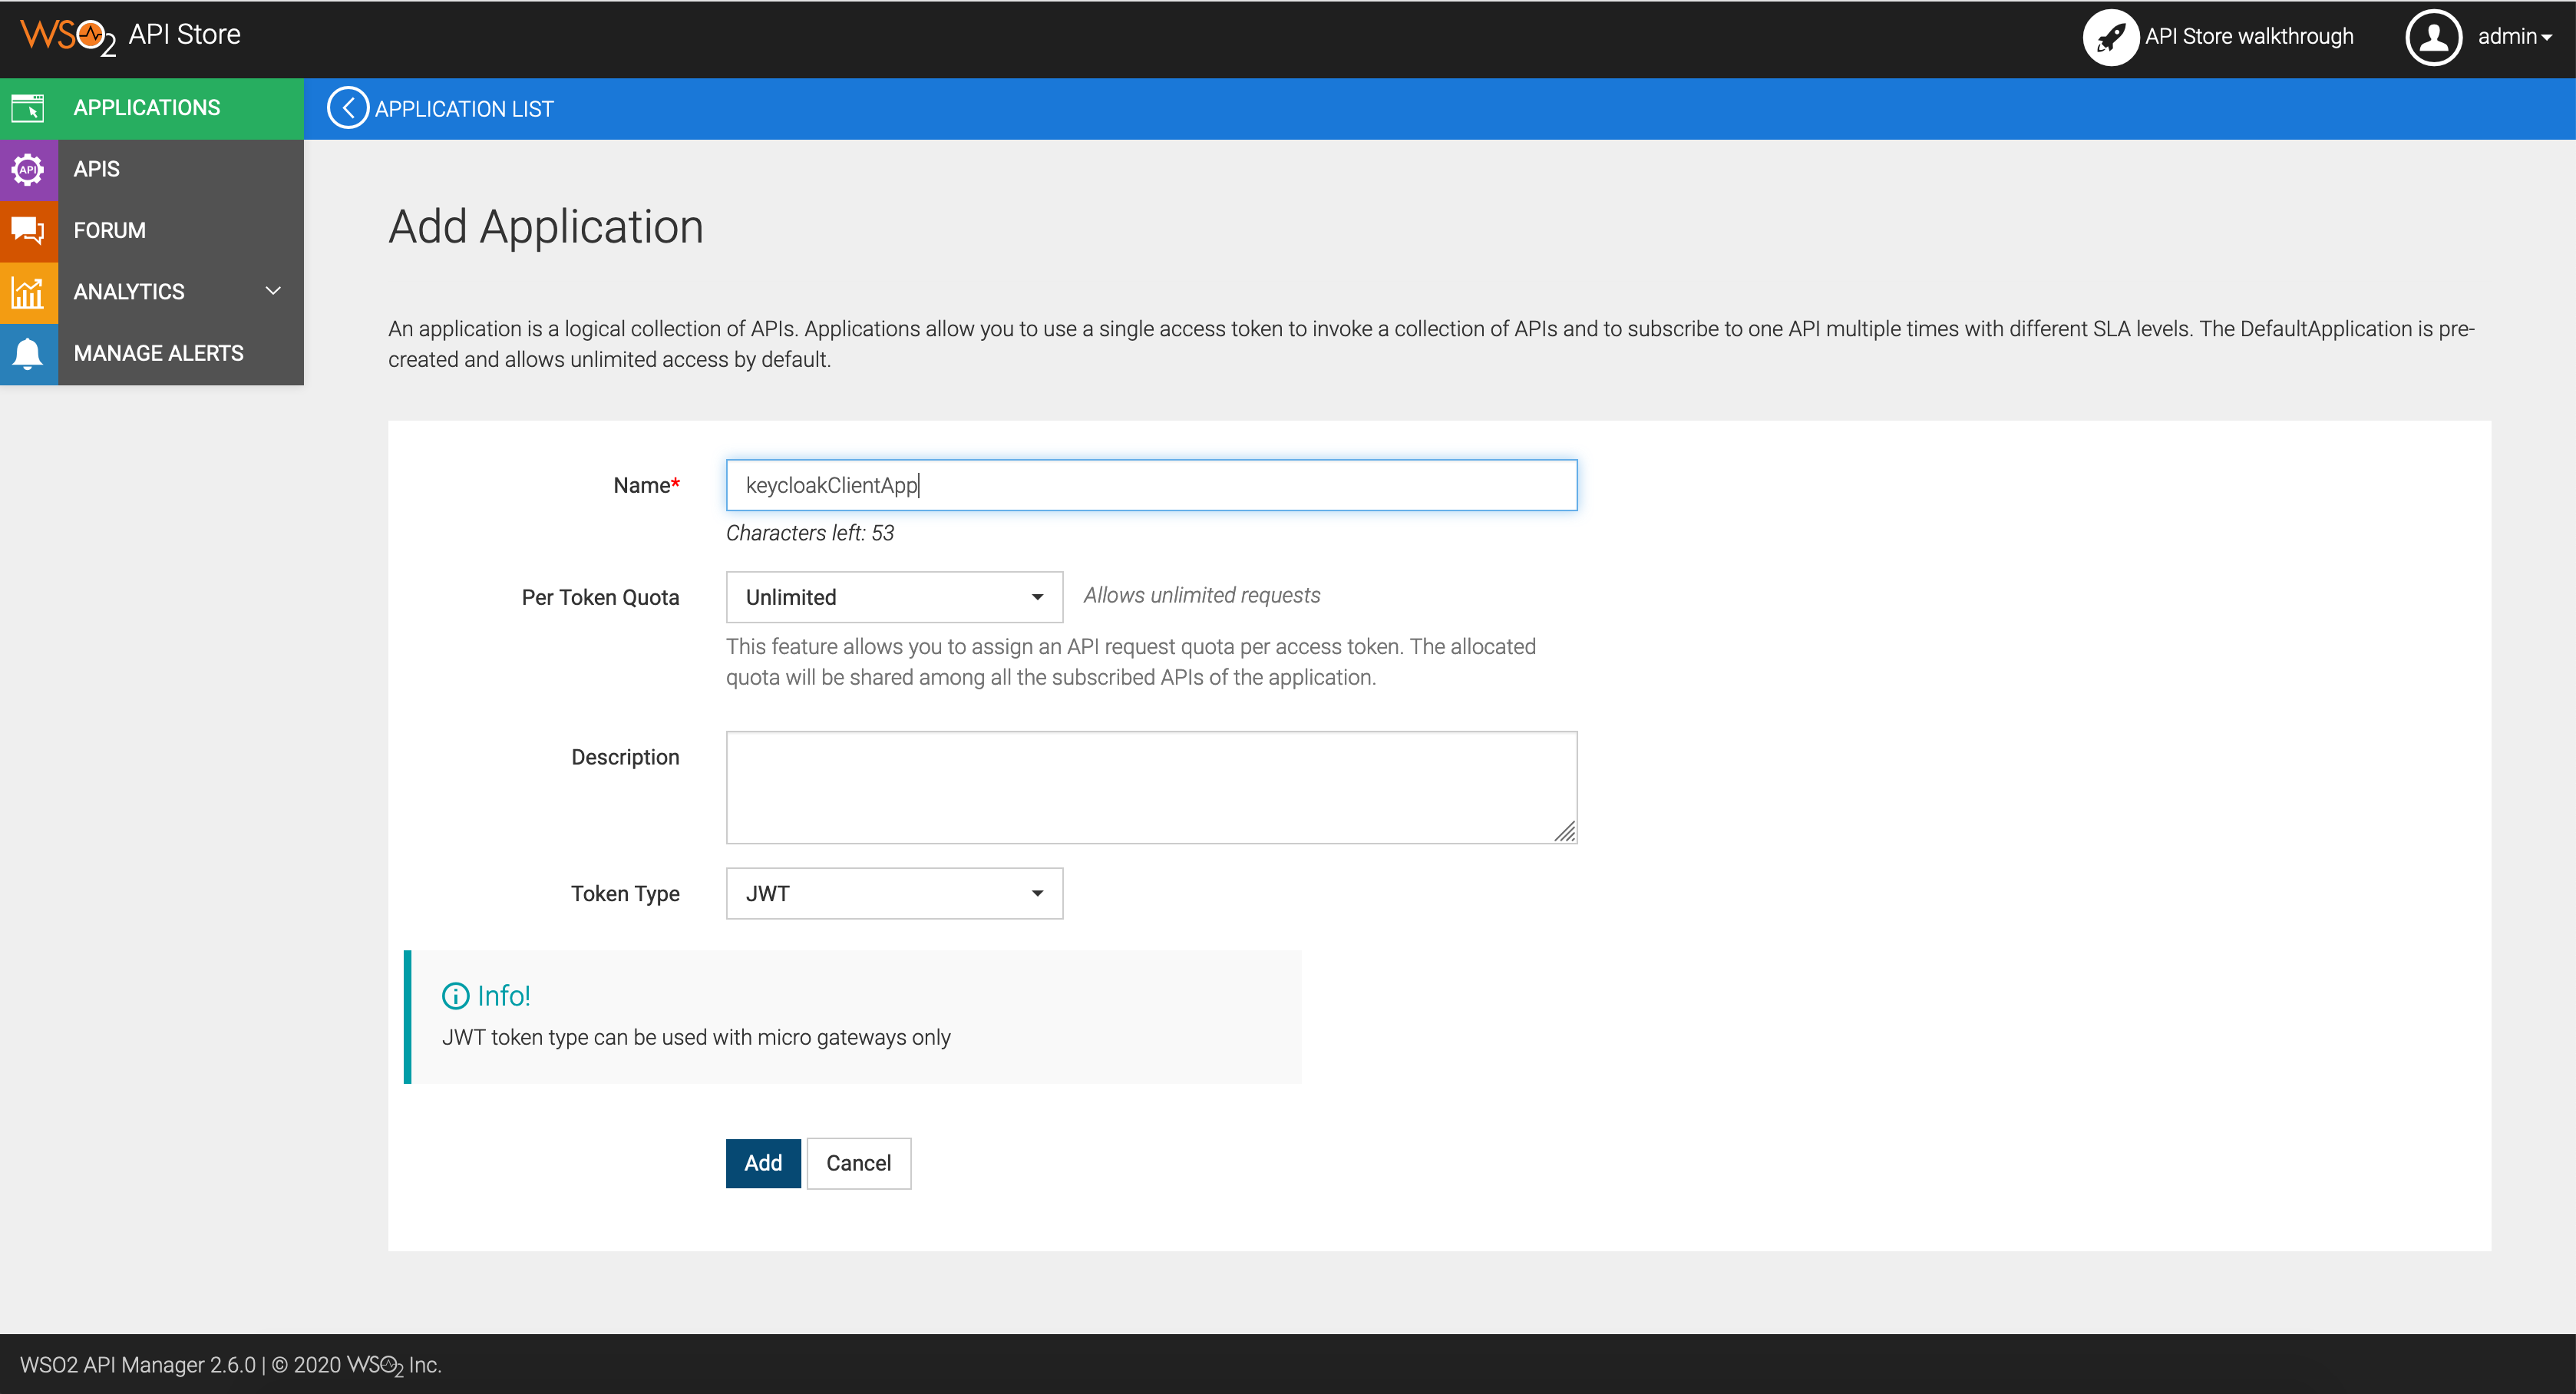 WSO2 API Store
API Store walkthrough
admin
APPLICATIONS
APPLICATION LIST
API
APIS
FORUM
ANALYTICS
MANAGE ALERTS
Add Application
An application is a logical collection of APIs. Applications allow you to use a single access token to invoke a collection of APIs and to subscribe to one API multiple times with different SLA levels. The DefaultApplication is pre-
created and allows unlimited access by default.
Name*
keycloakClientApp
Characters left: 53
Per Token Quota
Unlimited
Allows unlimited requests
This feature allows you to assign an API request quota per access token. The allocated
quota will be shared among all the subscribed APIs of the application.
Description
Token Type
JWT
Info!
JWT token type can be used with micro gateways only
Add
Cancel
WSO2 API Manager 2.6.0 | © 2020 WSO2 Inc.